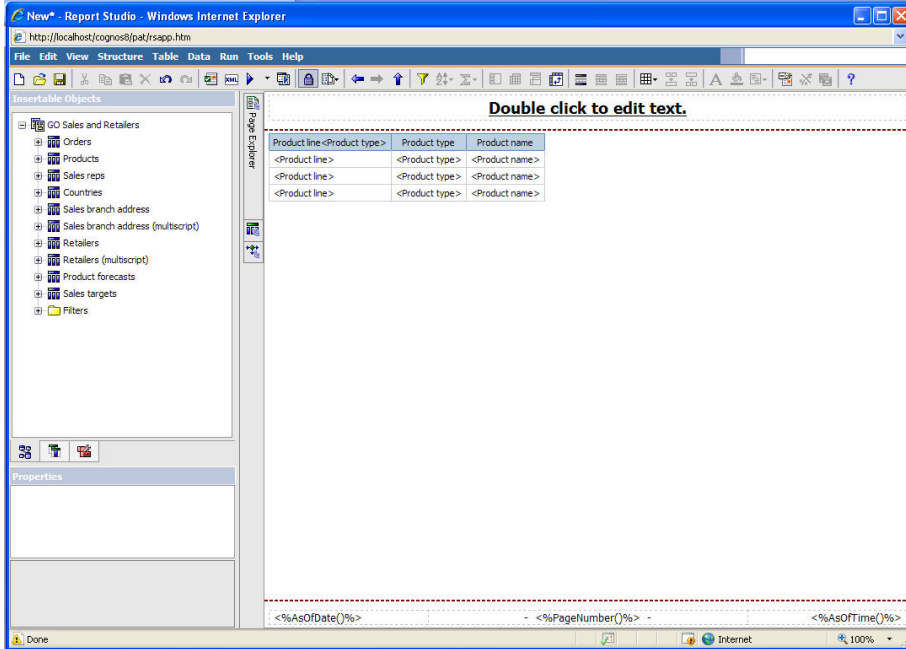 New* - Report Studio - Windows Internet Explorer
http://localhost/cognos8/pat/rsapp.htm
File Edit View Structure Table Data Run Tools Help
Insertable Objects
GO Sales and Retailers
Orders
Products
Sales reps
Countries
Sales branch address
Sales branch address (multiscript)
Retailers
Retailers (multiscript)
Product forecasts
Sales targets
Filters
Properties
Page Explorer
Double click to edit text.
Product line<Product type> Product type Product name
<Product line> <Product type> <Product name>
<Product line> <Product type> <Product name>
<Product line> <Product type> <Product name>
<%AsOfDate()%> - <%PageNumber()%> - <%AsOfTime()%>
Done Internet 100%